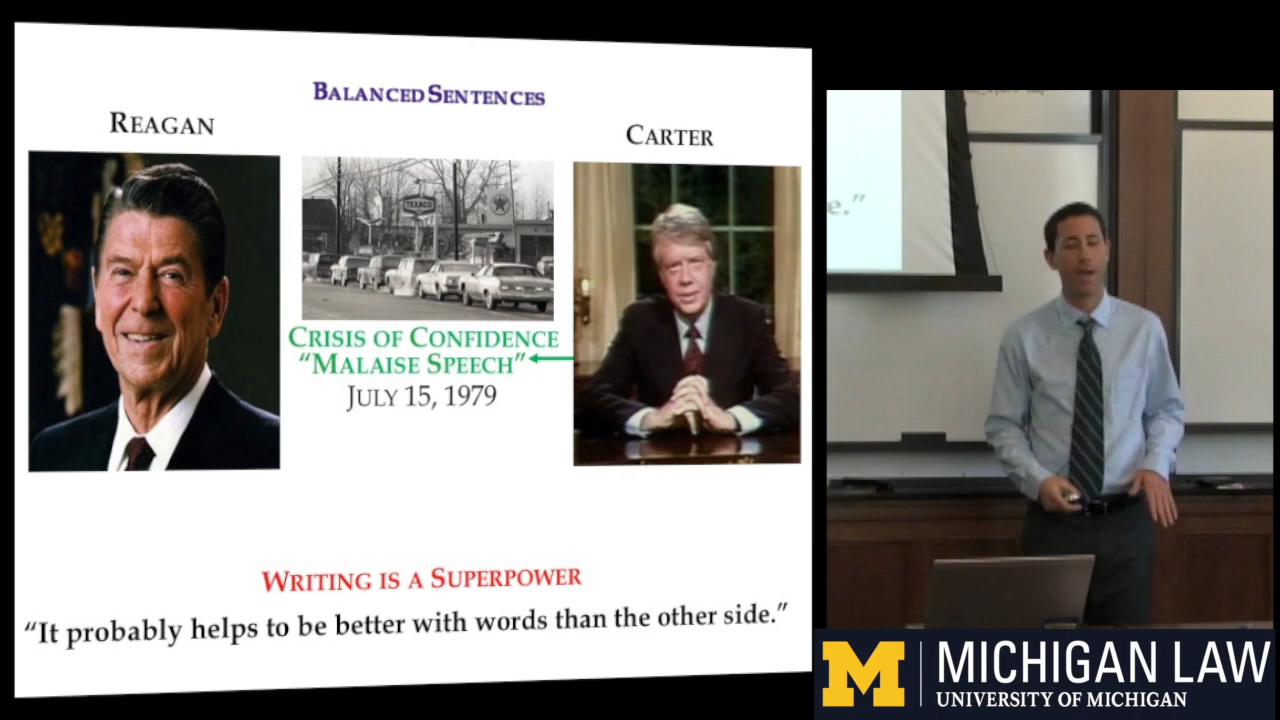 BALANCED SENTENCES
REAGAN
CARTER
TEXACO
CRISIS OF CONFIDENCE
“MALAISE SPEECH”
JULY 15, 1979
WRITING IS A SUPERPOWER
“It probably helps to be better with words than the other side.”
e.”
M
MICHIGAN LAW
UNIVERSITY OF MICHIGAN